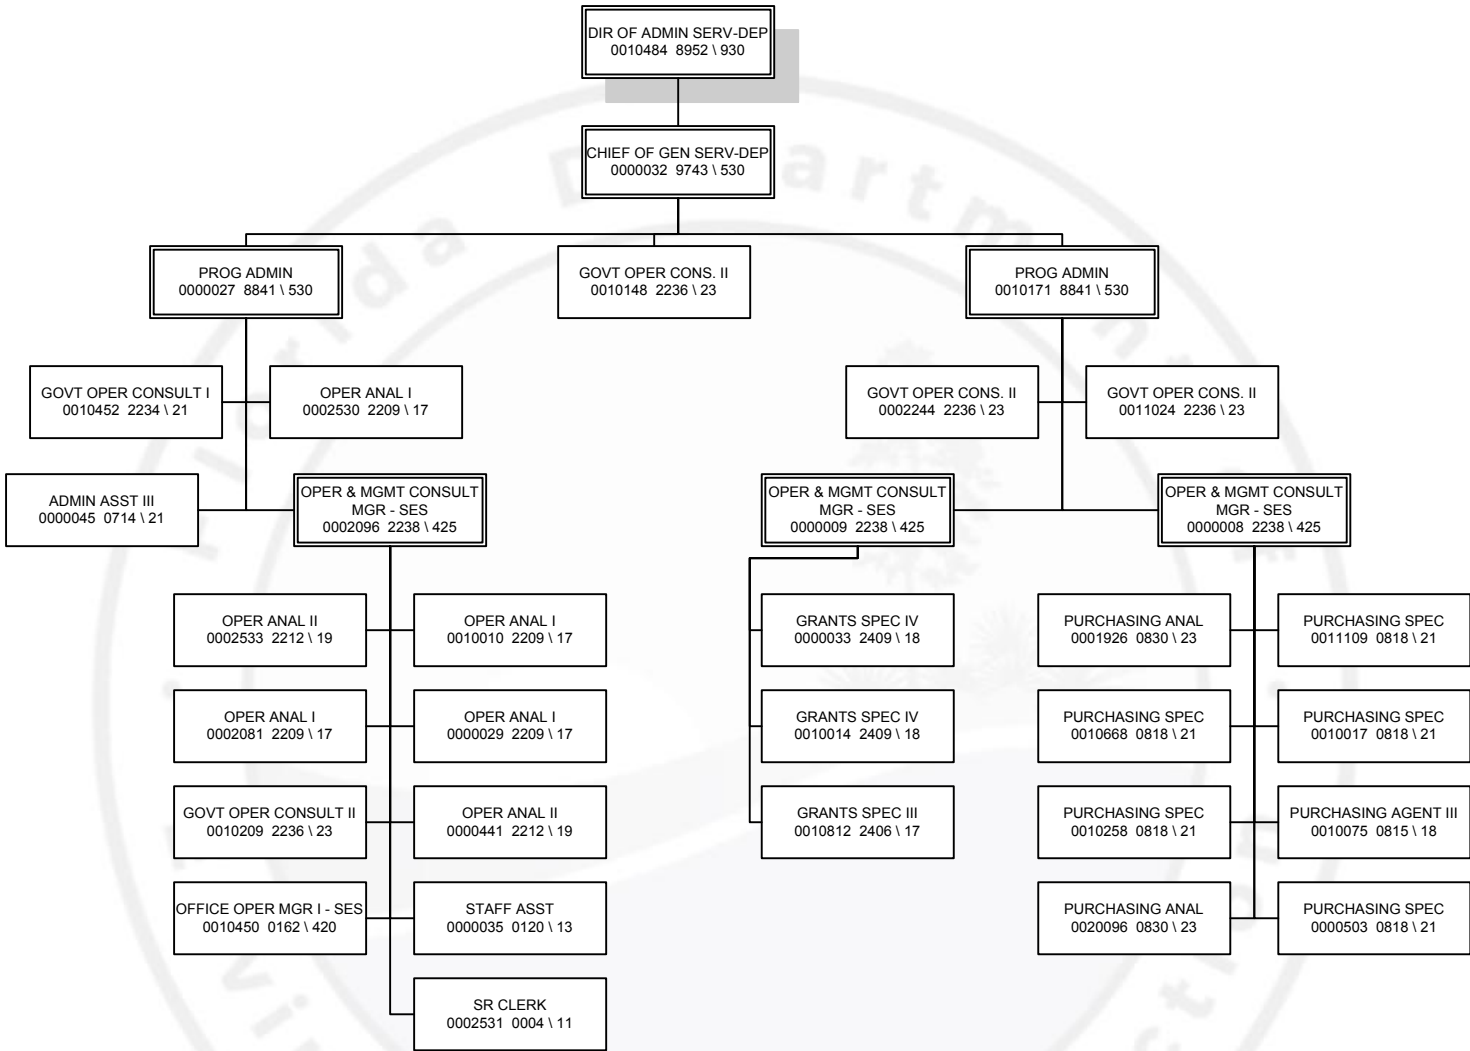 DIR OF ADMIN SERV-DEP
0010484 8952 \ 930
CHIEF OF GEN SERV-DEP
0000032 9743 \ 530
PROG ADMIN
0000027 8841 \ 530
GOVT OPER CONS. II
0010148 2236 \ 23
PROG ADMIN
0010171 8841 \ 530
GOVT OPER CONSULT I
0010452 2234 \ 21
OPER ANAL I
0002530 2209 \ 17
GOVT OPER CONS. II
0002244 2236 \ 23
GOVT OPER CONS. II
0011024 2236 \ 23
ADMIN ASST III
0000045 0714 \ 21
OPER & MGMT CONSULT
MGR - SES
0002096 2238 \ 425
OPER & MGMT CONSULT
MGR - SES
0000009 2238 \ 425
OPER & MGMT CONSULT
MGR - SES
0000008 2238 \ 425
OPER ANAL II
0002533 2212 \ 19
OPER ANAL I
0010010 2209 \ 17
GRANTS SPEC IV
0000033 2409 \ 18
PURCHASING ANAL
0001926 0830 \ 23
PURCHASING SPEC
0011109 0818 \ 21
OPER ANAL I
0002081 2209 \ 17
OPER ANAL I
0000029 2209 \ 17
GRANTS SPEC IV
0010014 2409 \ 18
PURCHASING SPEC
0010668 0818 \ 21
PURCHASING SPEC
0010017 0818 \ 21
GOVT OPER CONSULT II
0010209 2236 \ 23
OPER ANAL II
0000441 2212 \ 19
GRANTS SPEC III
0010812 2406 \ 17
PURCHASING SPEC
0010258 0818 \ 21
PURCHASING AGENT III
0010075 0815 \ 18
OFFICE OPER MGR I - SES
0010450 0162 \ 420
STAFF ASST
0000035 0120 \ 13
PURCHASING ANAL
0020096 0830 \ 23
PURCHASING SPEC
0000503 0818 \ 21
SR CLERK
0002531 0004 \ 11
Florida Department